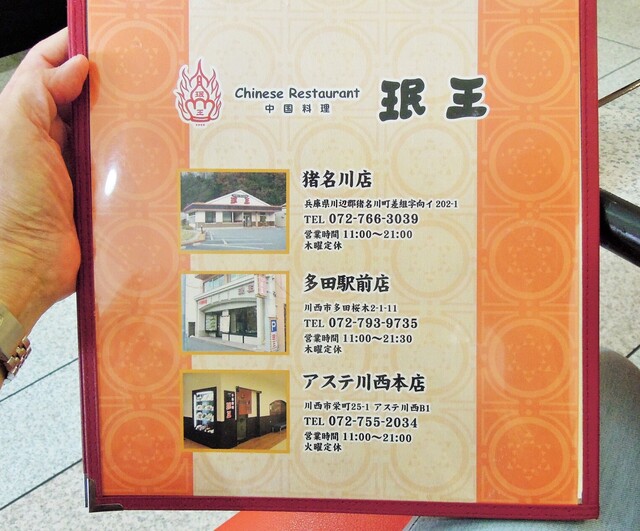 Chinese Restaurant
中国料理
珉王
猪名川店
兵庫県川辺郡猪名川町差組字向イ202-1
TEL 072-766-3039
営業時間 11:00～21:00
木曜定休
多田駅前店
川西市多田桜木2-1-11
TEL 072-793-9735
営業時間 11:00～21:30
木曜定休
アステ川西本店
川西市栄町25-1 アステ川西B1
TEL 072-755-2034
営業時間 11:00～21:00
火曜定休